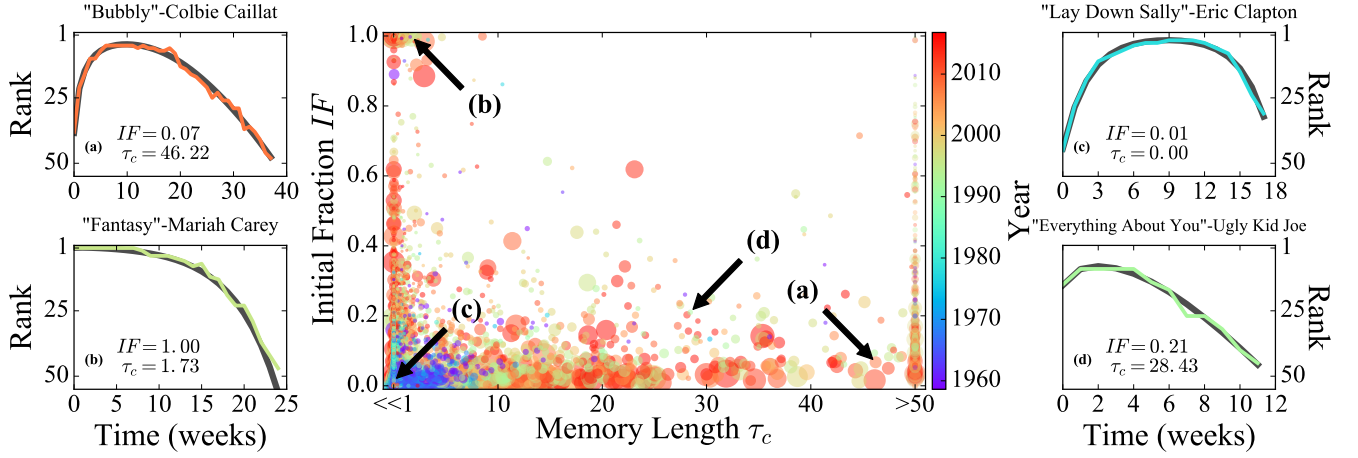 "Bubbly"-Colbie Caillat
Rank
1
25
50
(a)
IF = 0.07
τc = 46.22
0 10 20 30 40
"Fantasy"-Mariah Carey
Rank
1
25
50
(b)
IF = 1.00
τc = 1.73
0 5 10 15 20 25
Time (weeks)
Initial Fraction IF
1.0
0.8
0.6
0.4
0.2
0.0
(b)
(d)
(a)
(c)
<<1 10 20 30 40 >50
Memory Length τc
2010
2000
1990
1980
1970
1960
Year
"Lay Down Sally"-Eric Clapton
1
25
50
Rank
(c)
IF = 0.01
τc = 0.00
0 3 6 9 12 15 18
"Everything About You"-Ugly Kid Joe
1
25
50
Rank
(d)
IF = 0.21
τc = 28.43
0 2 4 6 8 10 12
Time (weeks)